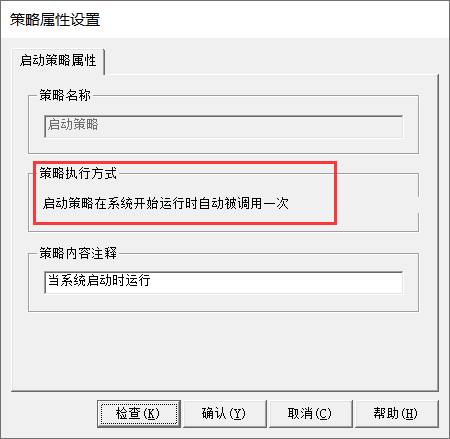 策略属性设置
启动策略属性
策略名称
启动策略
策略执行方式
启动策略在系统开始运行时自动被调用一次
策略内容注释
当系统启动时运行
检查(K) 确认(Y) 取消(C) 帮助(H)